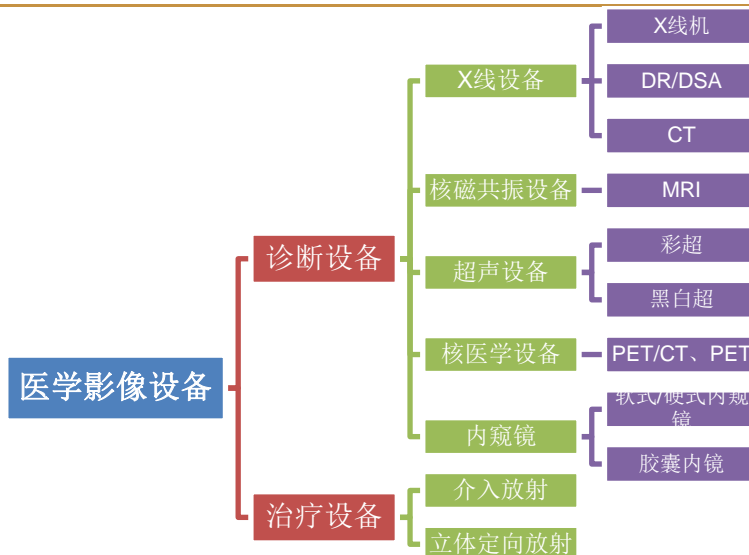 医学影像设备
诊断设备
X线设备
X线机
DR/DSA
CT
核磁共振设备
MRI
超声设备
彩超
黑白超
核医学设备
PET/CT、PET
内窥镜
软式/硬式内窥
镜
胶囊内镜
治疗设备
介入放射
立体定向放射